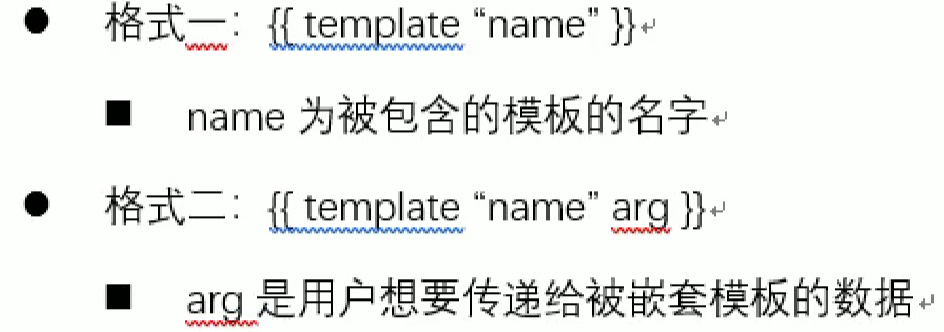 ● 格式一：{{ template “name” }}
■ name 为被包含的模板的名字
● 格式二：{{ template “name” arg }}
■ arg 是用户想要传递给被嵌套模板的数据